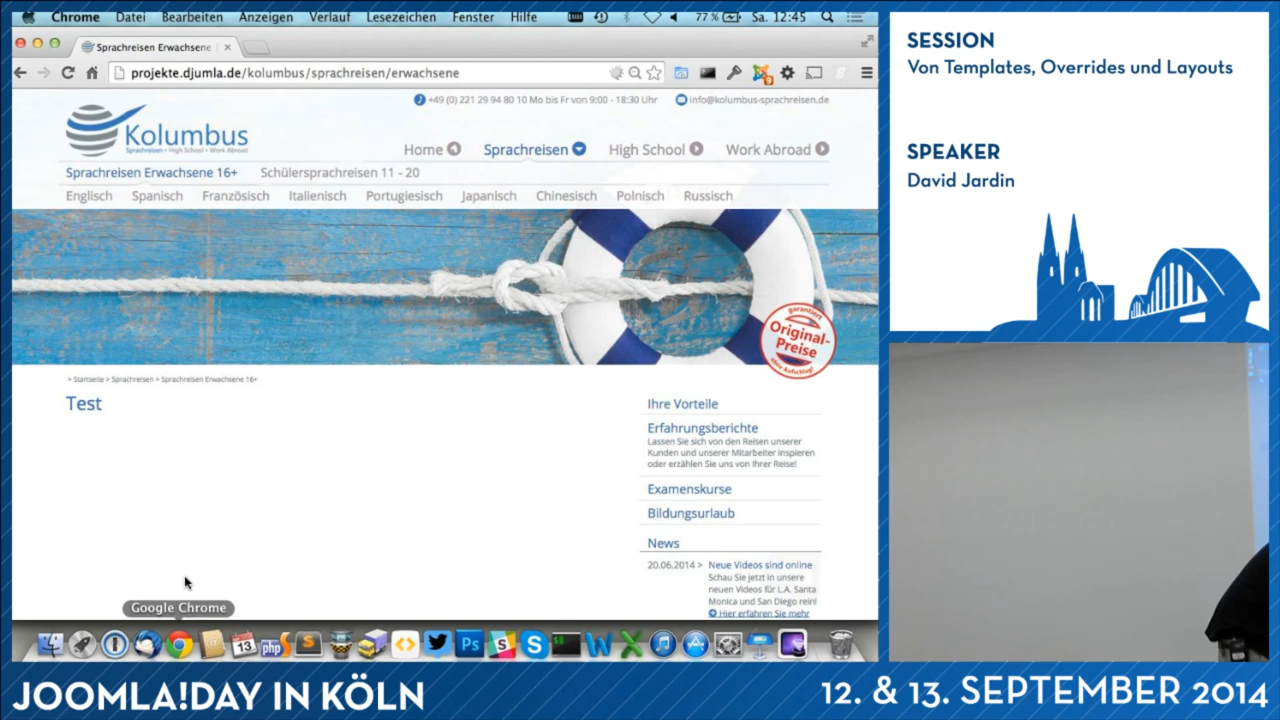 Chrome Datei Bearbeiten Anzeigen Verlauf Lesezeichen Fenster Hilfe 77 % Sa. 12:45
Sprachreisen Erwachsene
projekte.djumla.de/kolumbus/sprachreisen/erwachsene
+49 (0) 221 29 94 80 10 Mo bis Fr von 9:00 - 18:30 Uhr info@kolumbus-sprachreisen.de
Kolumbus
Sprachreisen • High School • Work Abroad
Home Sprachreisen High School Work Abroad
Sprachreisen Erwachsene 16+ Schülersprachreisen 11 - 20
Englisch Spanisch Französisch Italienisch Portugiesisch Japanisch Chinesisch Polnisch Russisch
garantiert
Original-
Preise
ohne Aufschlag!
> Startseite > Sprachreisen > Sprachreisen Erwachsene 16+
Test
Ihre Vorteile
Erfahrungsberichte
Lassen Sie sich von den Reisen unserer
Kunden und unserer Mitarbeiter inspieren
oder erzählen Sie uns von Ihrer Reise!
Examenskurse
Bildungsurlaub
News
20.06.2014 > Neue Videos sind online
Schau Sie jetzt in unsere
neuen Videos für L.A. Santa
Monica und San Diego rein!
Hier erfahren Sie mehr
Google Chrome
13
php
S
Ps
S
S
W
X
SESSION
Von Templates, Overrides und Layouts
SPEAKER
David Jardin
JOOMLA!DAY IN KÖLN
12. & 13. SEPTEMBER 2014